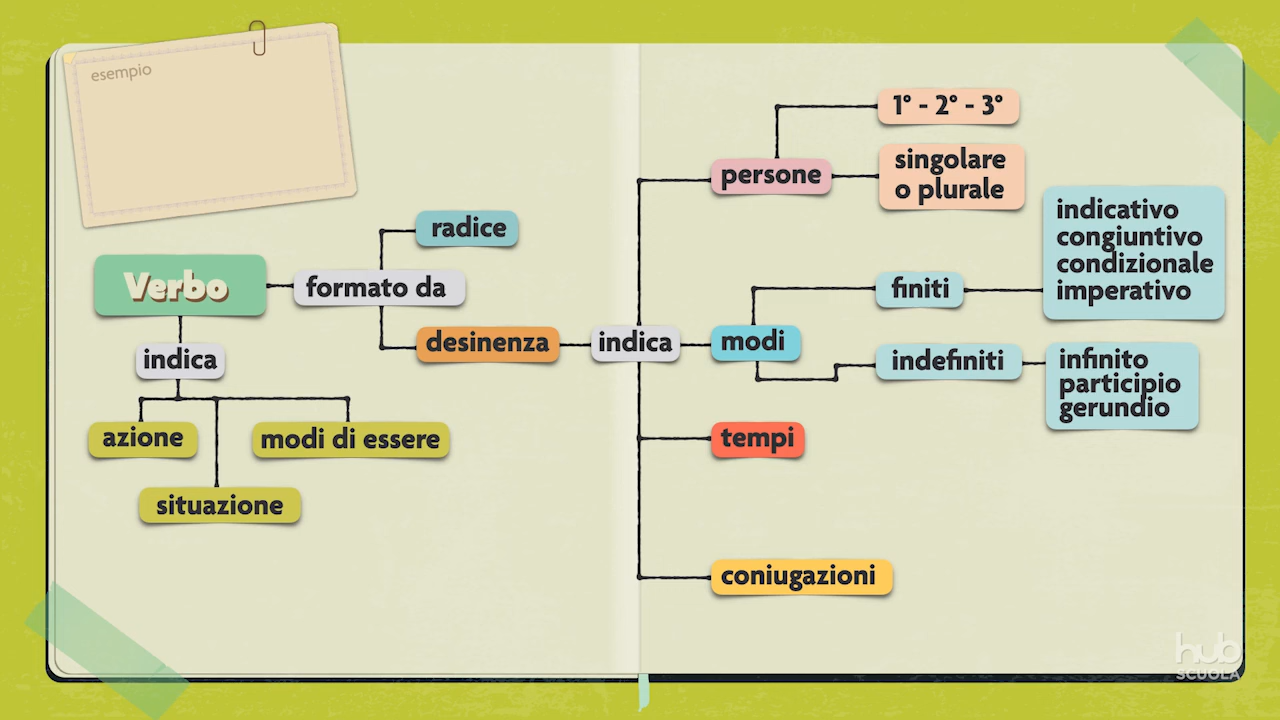 esempio
Verbo
indica
azione
situazione
modi di essere
formato da
radice
desinenza
indica
persone
1° - 2° - 3°
singolare
o plurale
modi
finiti
indicativo
congiuntivo
condizionale
imperativo
indefiniti
infinito
participio
gerundio
tempi
coniugazioni
hub
SCUOLA